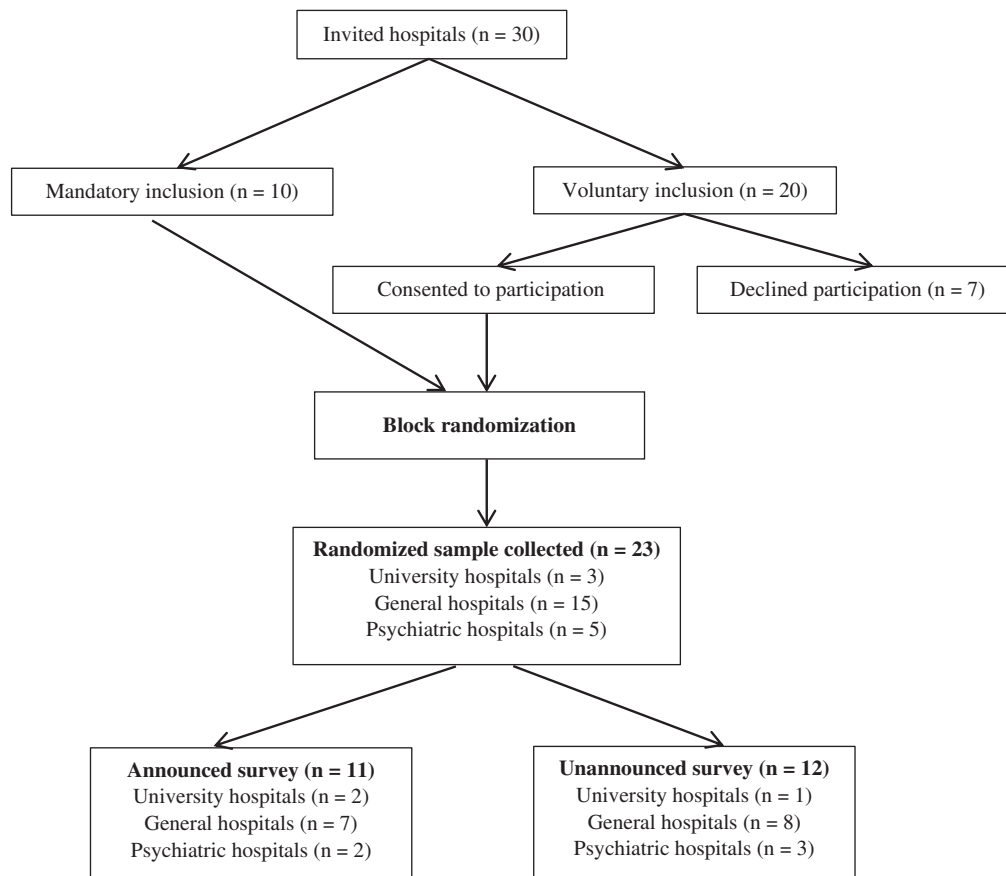 Invited hospitals (n = 30)
Mandatory inclusion (n = 10)
Voluntary inclusion (n = 20)
Consented to participation
Declined participation (n = 7)
Block randomization
Randomized sample collected (n = 23)
University hospitals (n = 3)
General hospitals (n = 15)
Psychiatric hospitals (n = 5)
Announced survey (n = 11)
University hospitals (n = 2)
General hospitals (n = 7)
Psychiatric hospitals (n = 2)
Unannounced survey (n = 12)
University hospitals (n = 1)
General hospitals (n = 8)
Psychiatric hospitals (n = 3)